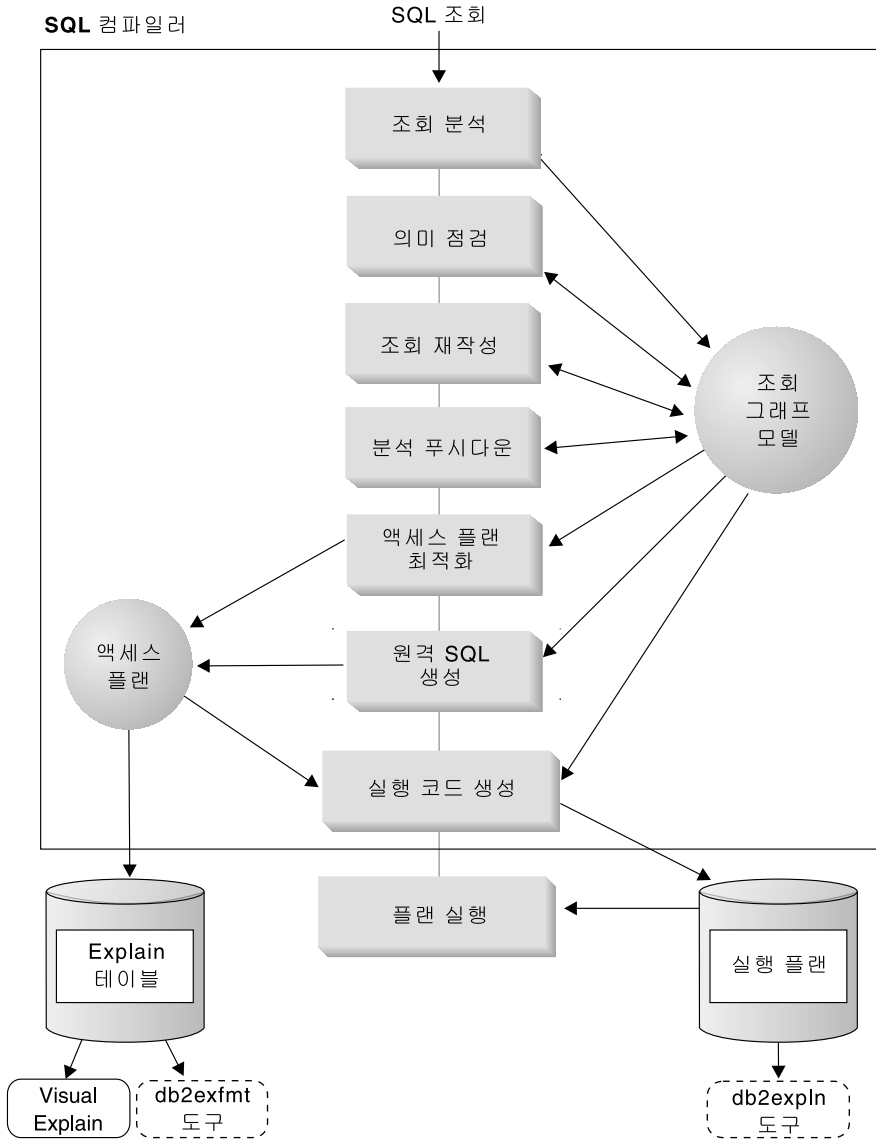 SQL 컴파일러
SQL 조회
조회 분석
의미 점검
조회 재작성
조회
그래프
모델
분석 푸시다운
액세스 플랜
최적화
액세스
플랜
원격 SQL
생성
실행 코드 생성
플랜 실행
Explain
테이블
실행 플랜
Visual
Explain
db2exfmt
도구
db2expln
도구